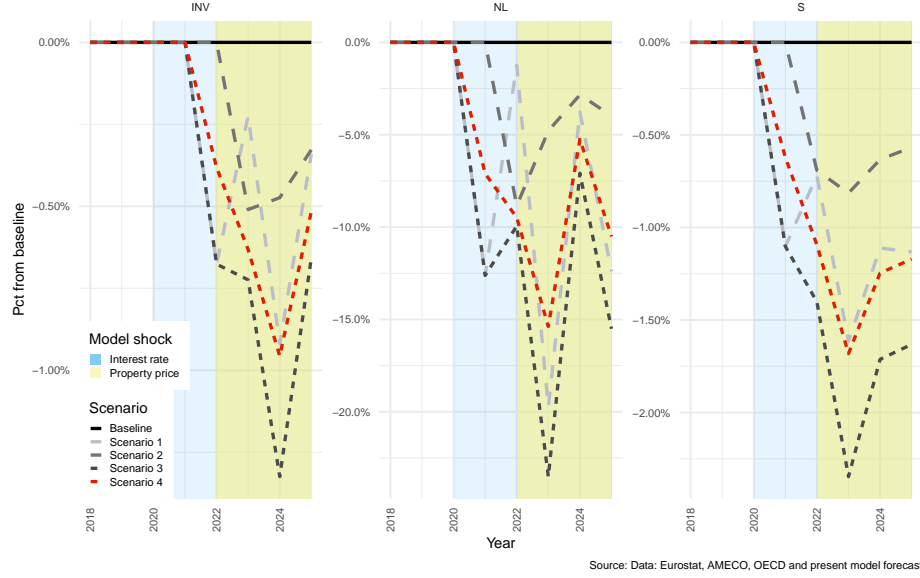 INV
NL
S
0.00%
−0.50%
−1.00%
0.0%
−5.0%
−10.0%
−15.0%
−20.0%
0.00%
−0.50%
−1.00%
−1.50%
−2.00%
Pct from baseline
Model shock
Interest rate
Property price
Scenario
Baseline
Scenario 1
Scenario 2
Scenario 3
Scenario 4
2018
2020
2022
2024
2018
2020
2022
2024
2018
2020
2022
2024
Year
Source: Data: Eurostat, AMECO, OECD and present model forecas